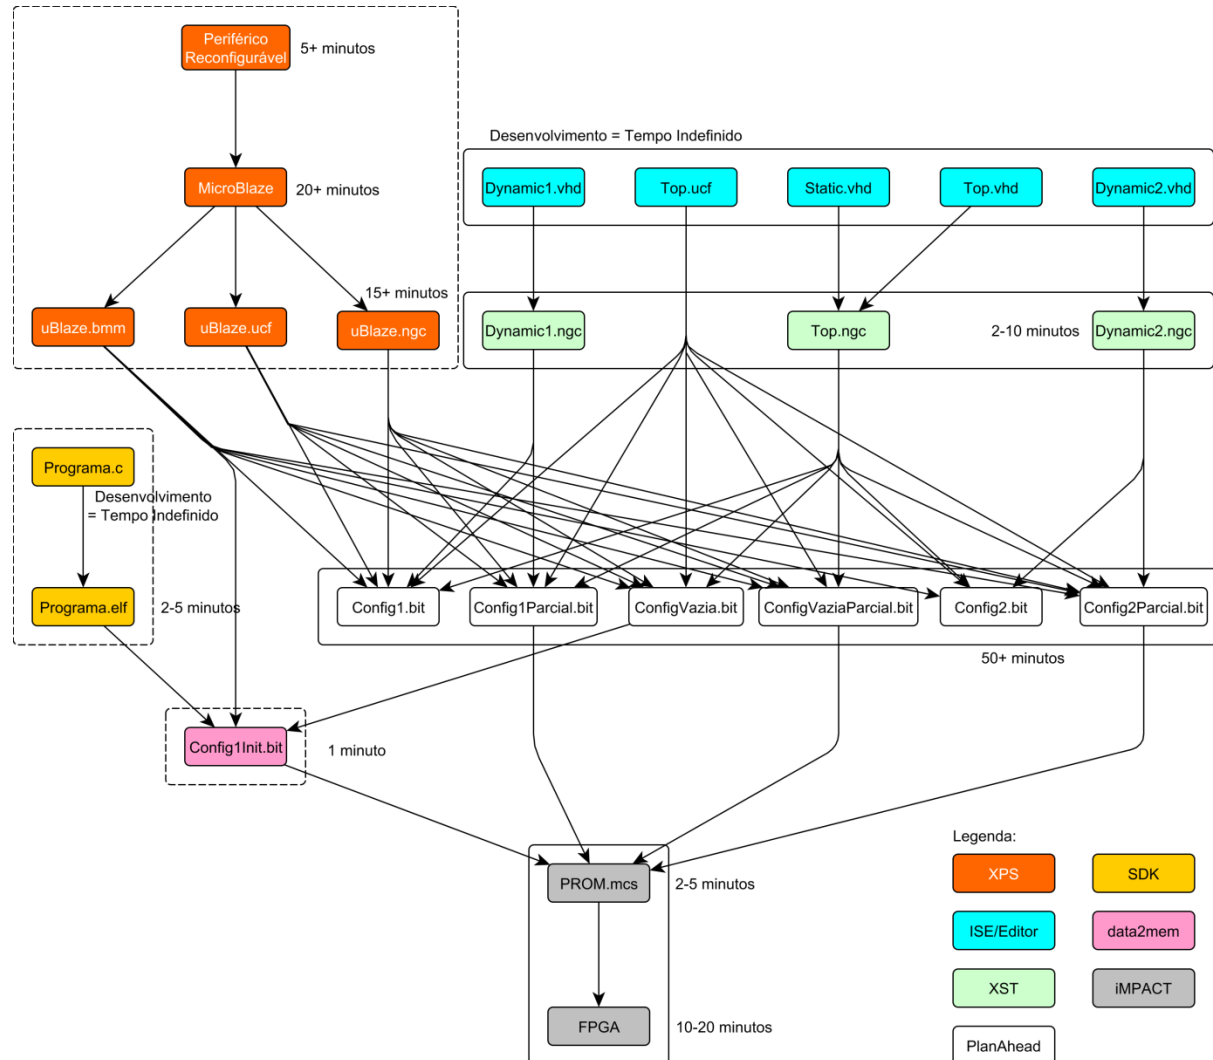 Periférico
Reconfigurável
5+ minutos
Desenvolvimento = Tempo Indefinido
MicroBlaze
20+ minutos
Dynamic1.vhd
Top.ucf
Static.vhd
Top.vhd
Dynamic2.vhd
15+ minutos
uBlaze.bmm
uBlaze.ucf
uBlaze.ngc
Dynamic1.ngc
Top.ngc
2-10 minutos
Dynamic2.ngc
Programa.c
Desenvolvimento
= Tempo Indefinido
Programa.elf
2-5 minutos
Config1.bit
Config1Parcial.bit
ConfigVazia.bit
ConfigVaziaParcial.bit
Config2.bit
Config2Parcial.bit
50+ minutos
Config1Init.bit
1 minuto
PROM.mcs
2-5 minutos
FPGA
10-20 minutos
Legenda:
XPS
SDK
ISE/Editor
data2mem
XST
iMPACT
PlanAhead